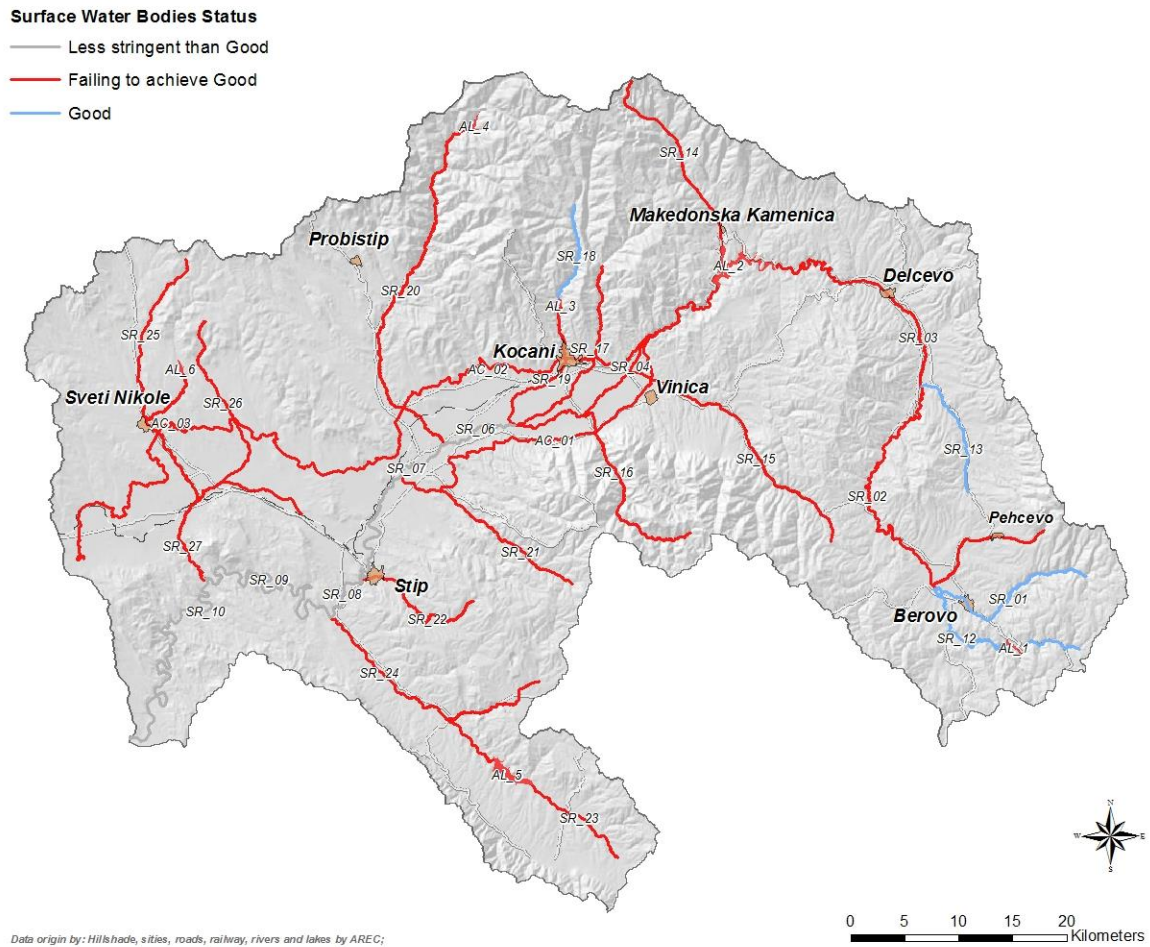 Surface Water Bodies Status
Less stringent than Good
Failing to achieve Good
Good
AL_4
SR_14
Makedonska Kamenica
Probistip
SR_18
AL_2
Delcevo
SR_20
AL_3
SR_25
SR_03
Kocani
SR_17
AL_6
AC_02
SR_04
SR_19
Vinica
Sveti Nikole
SR_26
AC_03
SR_06
AC_01
SR_13
SR_07
SR_16
SR_15
SR_02
Pehcevo
SR_27
SR_21
SR_09
Stip
SR_08
SR_10
SR_01
Berovo
SR_22
SR_12
AL_1
SR_24
AL_5
SR_23
N
W E
S
0 5 10 15 20
Kilometers
Data origin by: Hillshade, sities, roads, railway, rivers and lakes by AREC;